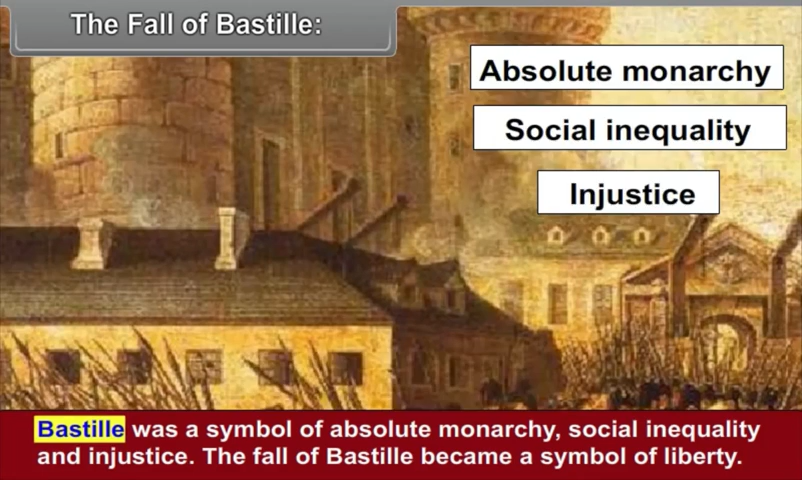 The Fall of Bastille:
Absolute monarchy
Social inequality
Injustice
Bastille was a symbol of absolute monarchy, social inequality
and injustice. The fall of Bastille became a symbol of liberty.